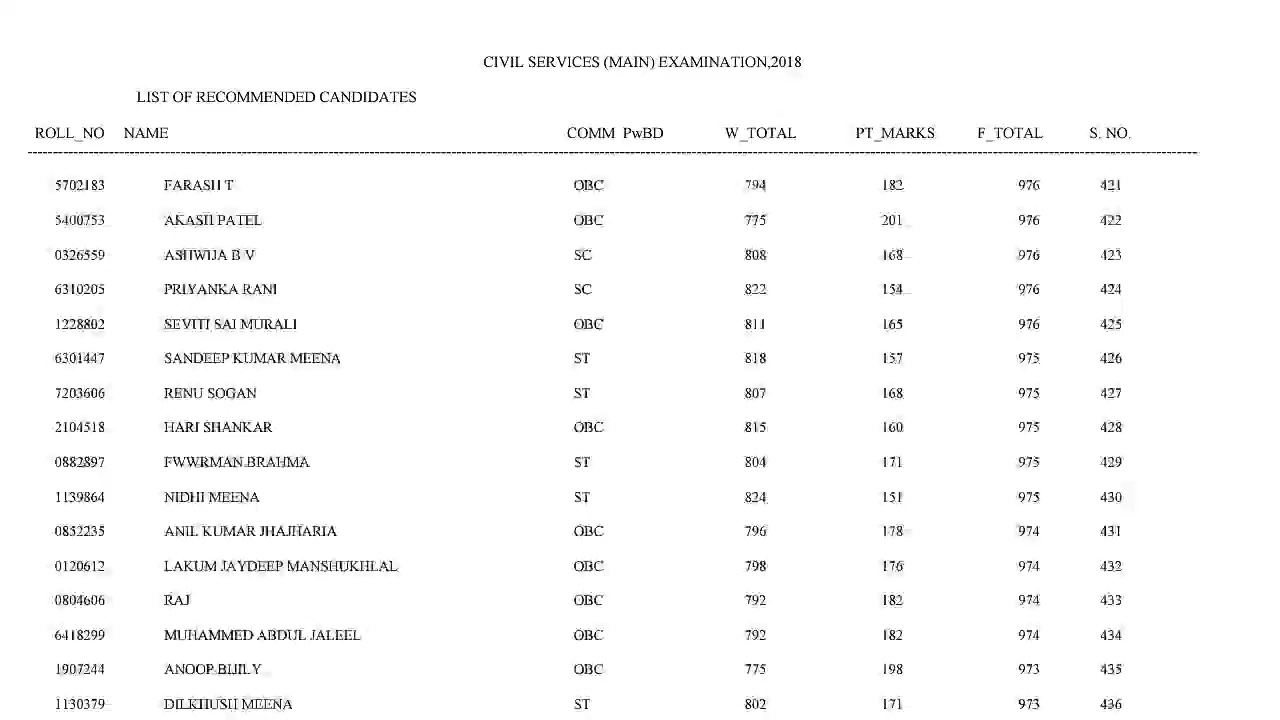 CIVIL SERVICES (MAIN) EXAMINATION,2018
LIST OF RECOMMENDED CANDIDATES
ROLL_NO NAME COMM PwBD W_TOTAL PT_MARKS F_TOTAL S. NO.
5702183 FARASH T OBC 794 182 976 421
5400753 AKASH PATEL OBC 775 201 976 422
0326559 ASHWIJA B V SC 808 168 976 423
6310205 PRIYANKA RANI SC 822 154 976 424
1228802 SEVITI SAI MURALI OBC 811 165 976 425
6301447 SANDEEP KUMAR MEENA ST 818 157 975 426
7203606 RENU SOGAN ST 807 168 975 427
2104518 HARI SHANKAR OBC 815 160 975 428
0882897 FWWRMAN BRAHMA ST 804 171 975 429
1139864 NIDHI MEENA ST 824 151 975 430
0852235 ANIL KUMAR JHAJHARIA OBC 796 178 974 431
0120612 LAKUM JAYDEEP MANSHUKHLAL OBC 798 176 974 432
0804606 RAJ OBC 792 182 974 433
6418299 MUHAMMED ABDUL JALEEL OBC 792 182 974 434
1907244 ANOOP BIJILY OBC 775 198 973 435
1130379 DILKHUSH MEENA ST 802 171 973 436